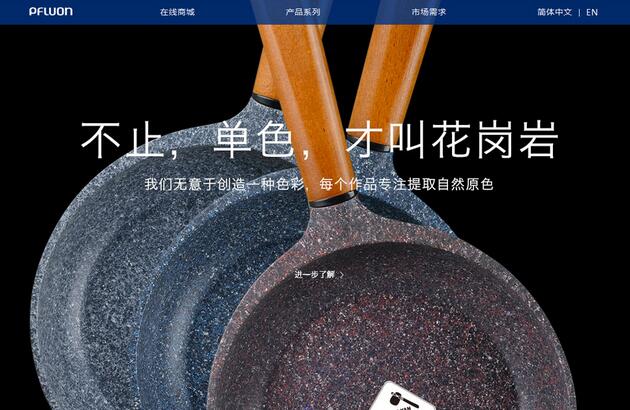 PFLUON
在线商城
产品系列
市场需求
简体中文 | EN
不止，单色，才叫花岗岩
我们无意于创造一种色彩，每个作品专注提取自然原色
进一步了解 >